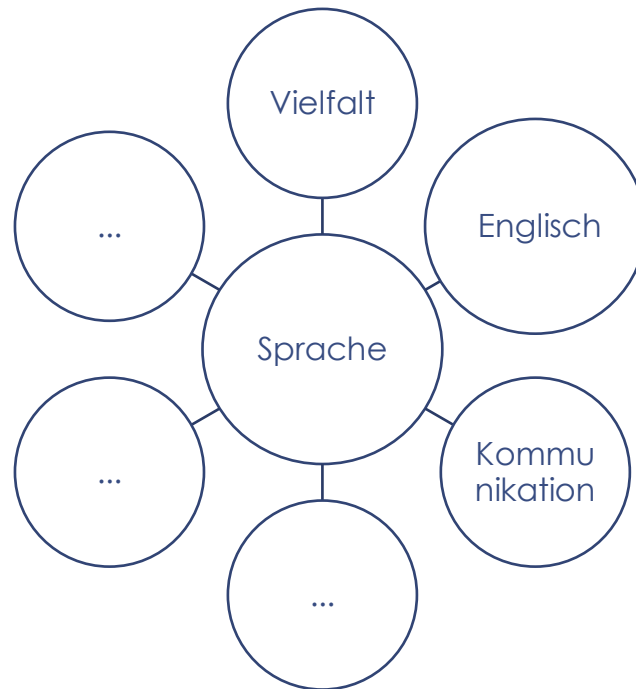 Vielfalt
Englisch
Sprache
Kommu
nikation
...
...
...